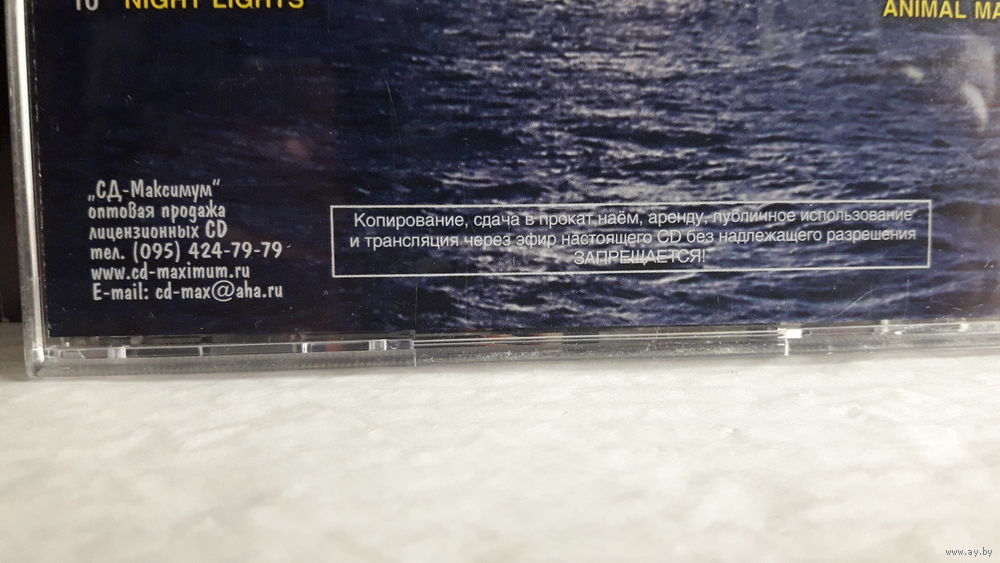 10 NIGHT LIGHTS
ANIMAL MA
„СД-Максимум“
оптовая продажа
лицензионных CD
тел. (095) 424-79-79
www.cd-maximum.ru
E-mail: cd-max@aha.ru
Копирование, сдача в прокат,наём, аренду, публичное использование
и трансляция через эфир настоящего CD без надлежащего разрешения
ЗАПРЕЩАЕТСЯ!
www.ay.by